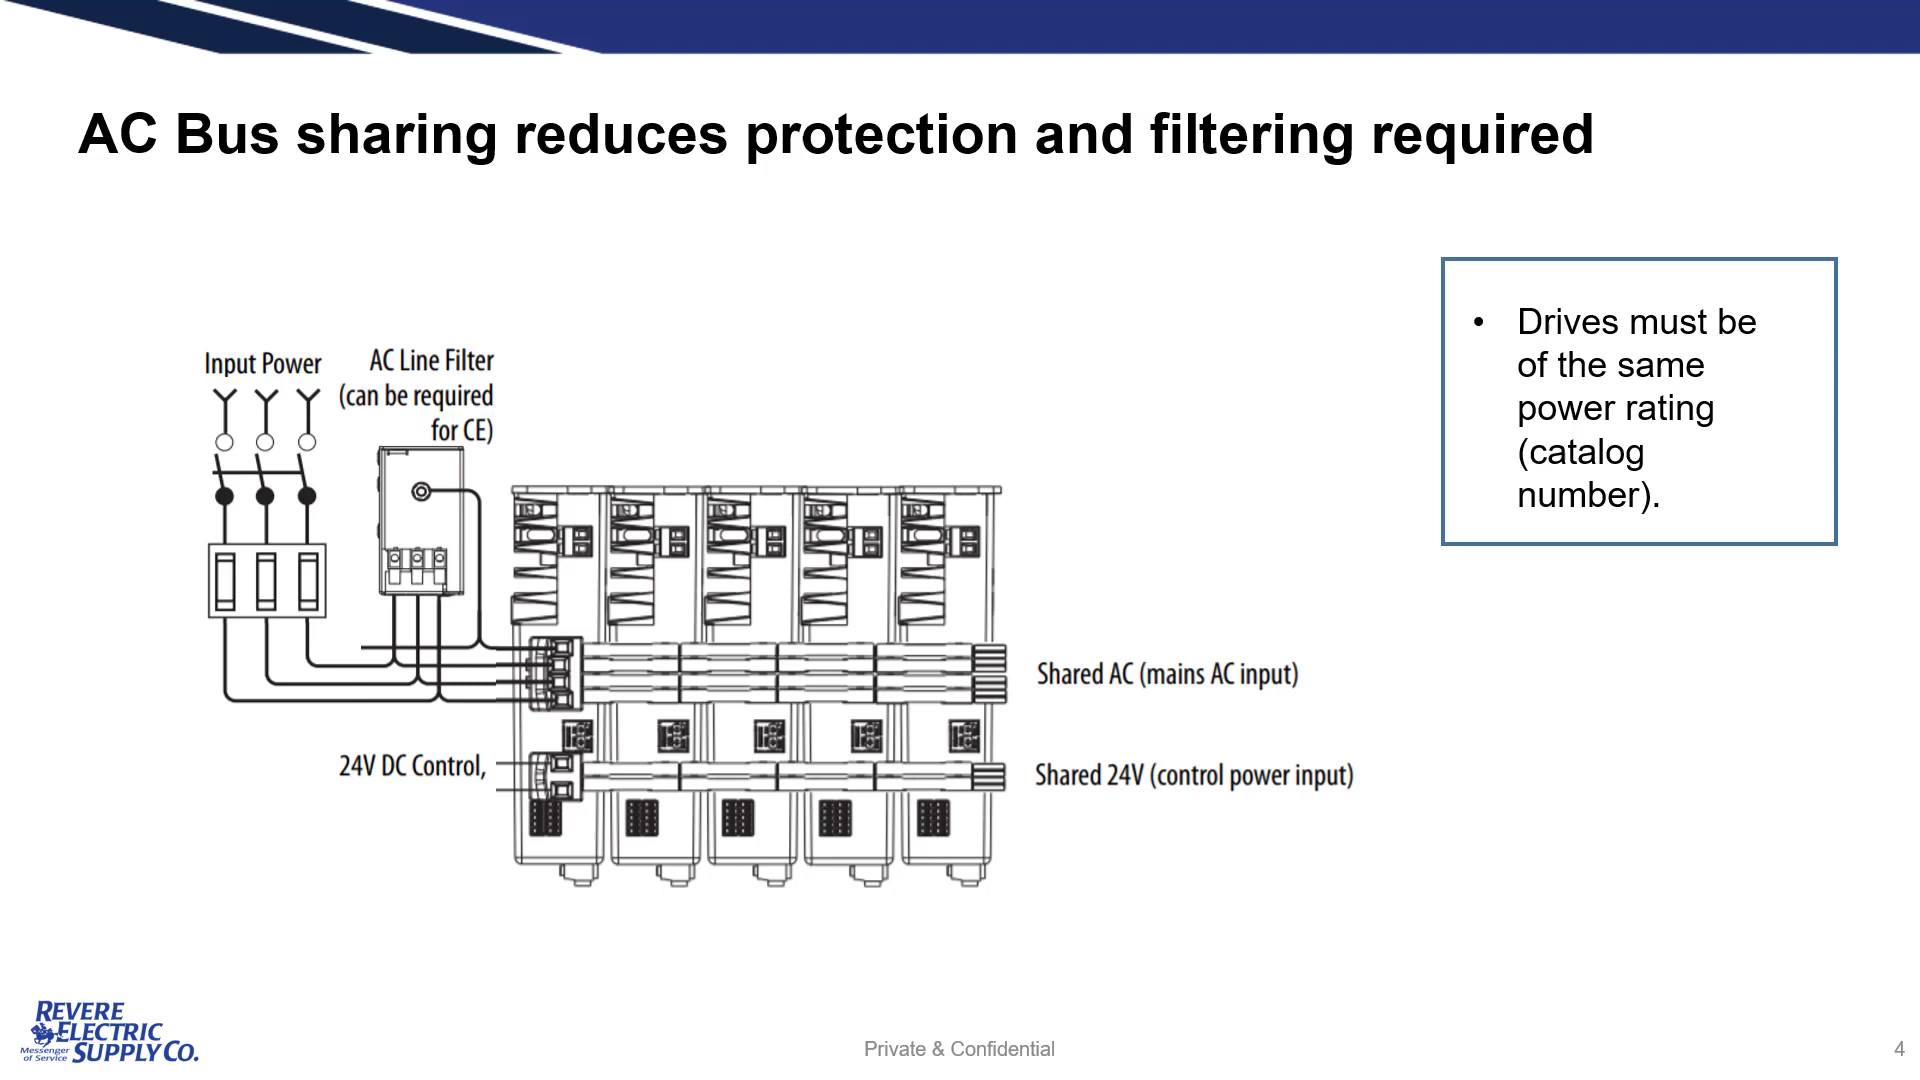 AC Bus sharing reduces protection and filtering required
• Drives must be
of the same
power rating
(catalog
number).
Input Power
AC Line Filter
(can be required
for CE)
Shared AC (mains AC input)
24V DC Control,
Shared 24V (control power input)
REVERE
ELECTRIC
SUPPLY CO.
Messenger
of Service
Private & Confidential
4